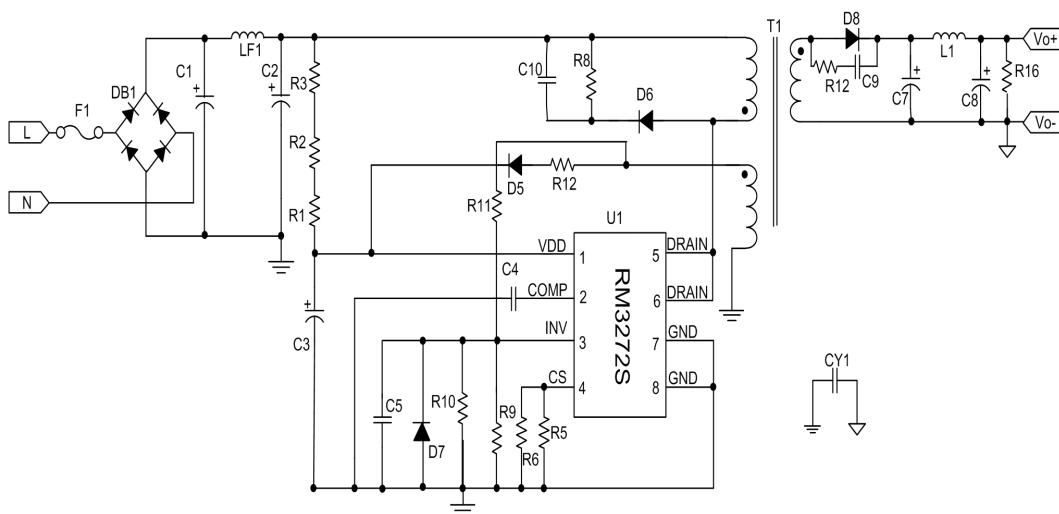 T1
D8
Vo+
LF1
C10
R8
C1
+
C2
+
R3
L1
R16
DB1
F1
R12
C9
+
C7
+
C8
D6
L
Vo-
R2
D5
R12
N
R1
R11
U1
VDD
1
5
DRAIN
C4
COMP
2
6
DRAIN
RM3272S
+
C3
INV
3
7
GND
CY1
CS
4
8
GND
C5
R10
R9
R5
D7
R6